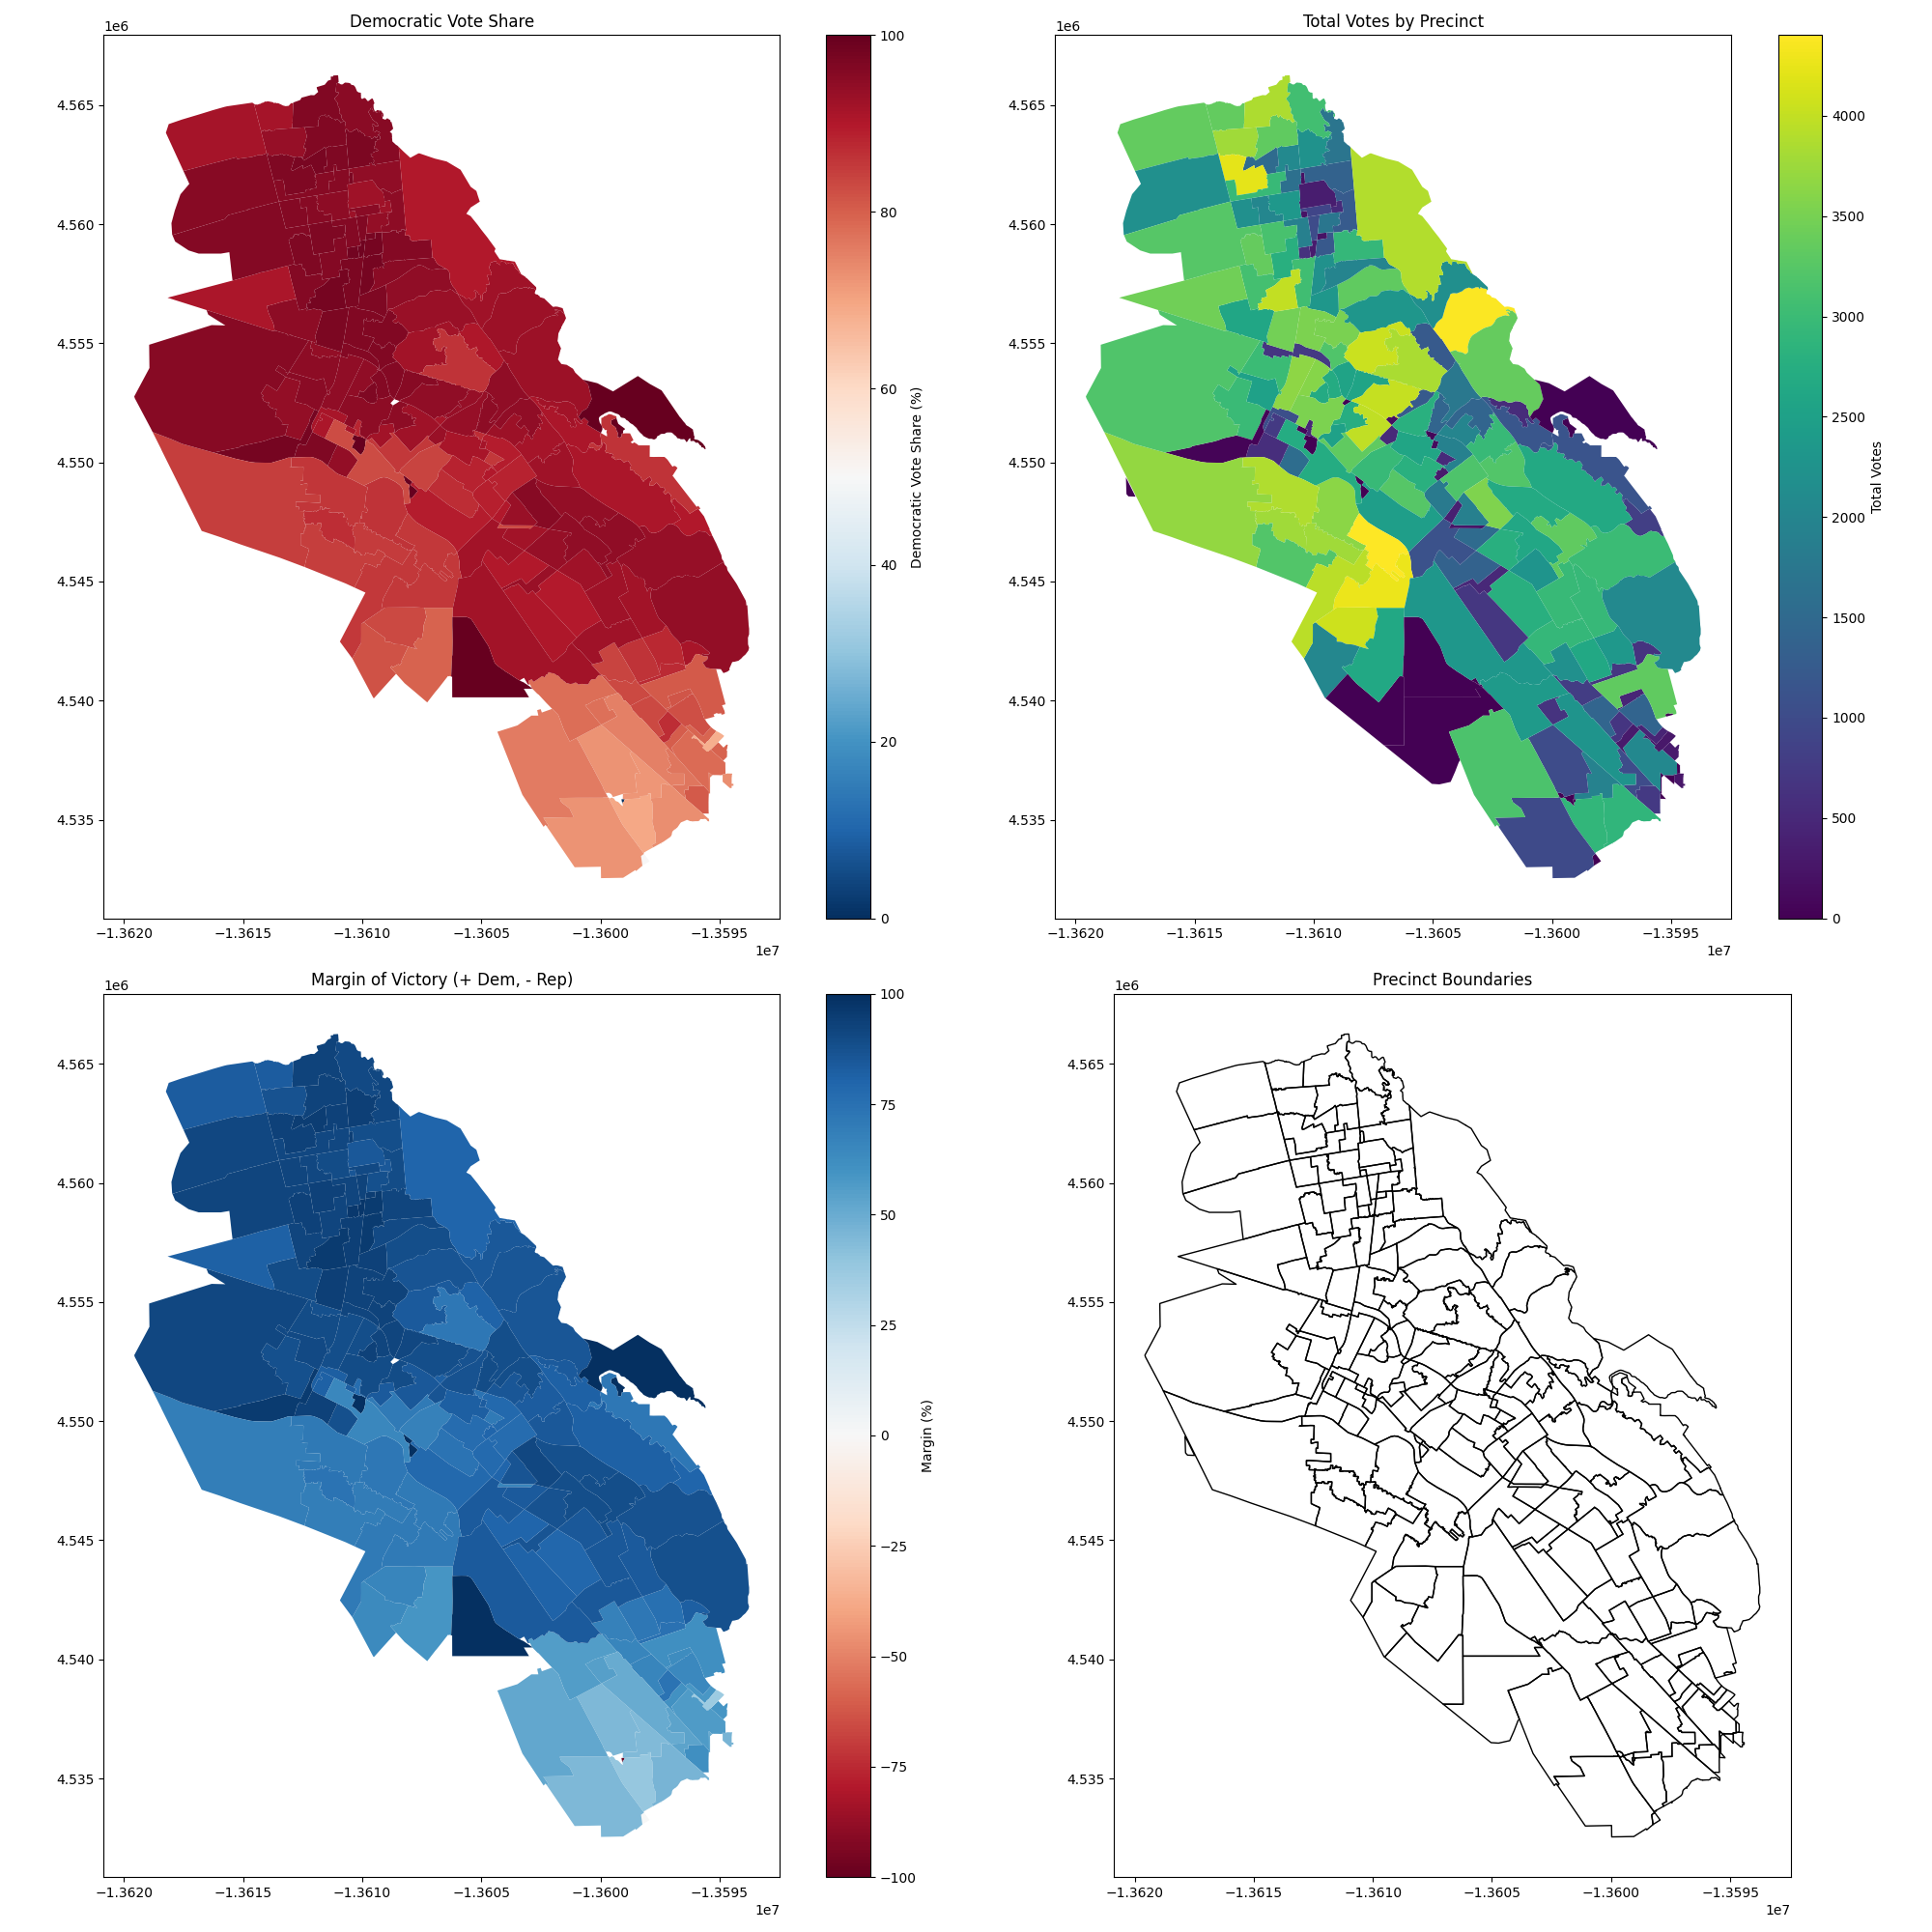 Democratic Vote Share
1e6
4.565
4.560
4.555
4.550
4.545
4.540
4.535
−1.3620 −1.3615 −1.3610 −1.3605 −1.3600 −1.3595
1e7
100
80
60
40
20
0
Democratic Vote Share (%)
Total Votes by Precinct
1e6
4.565
4.560
4.555
4.550
4.545
4.540
4.535
−1.3620 −1.3615 −1.3610 −1.3605 −1.3600 −1.3595
1e7
4000
3500
3000
2500
2000
1500
1000
500
0
Total Votes
Margin of Victory (+ Dem, - Rep)
1e6
4.565
4.560
4.555
4.550
4.545
4.540
4.535
−1.3620 −1.3615 −1.3610 −1.3605 −1.3600 −1.3595
1e7
100
75
50
25
0
−25
−50
−75
−100
Margin (%)
Precinct Boundaries
1e6
4.565
4.560
4.555
4.550
4.545
4.540
4.535
−1.3620 −1.3615 −1.3610 −1.3605 −1.3600 −1.3595
1e7